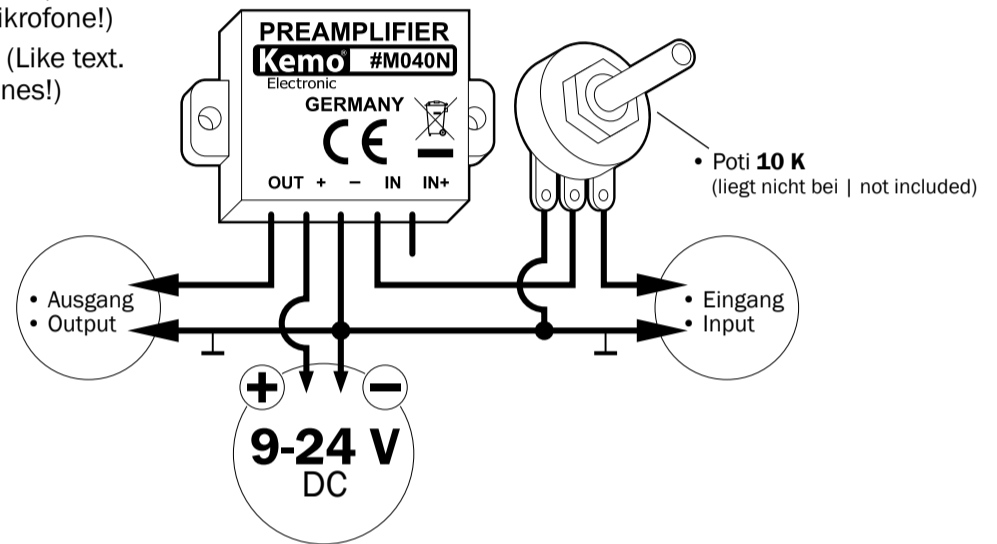 ikrofone!)
(Like text.
nes!)
PREAMPLIFIER
Kemo® #M040N
Electronic
GERMANY
CE
OUT + − IN IN+
• Poti 10 K
(liegt nicht bei | not included)
• Ausgang
• Output
• Eingang
• Input
+ −
9-24 V
DC